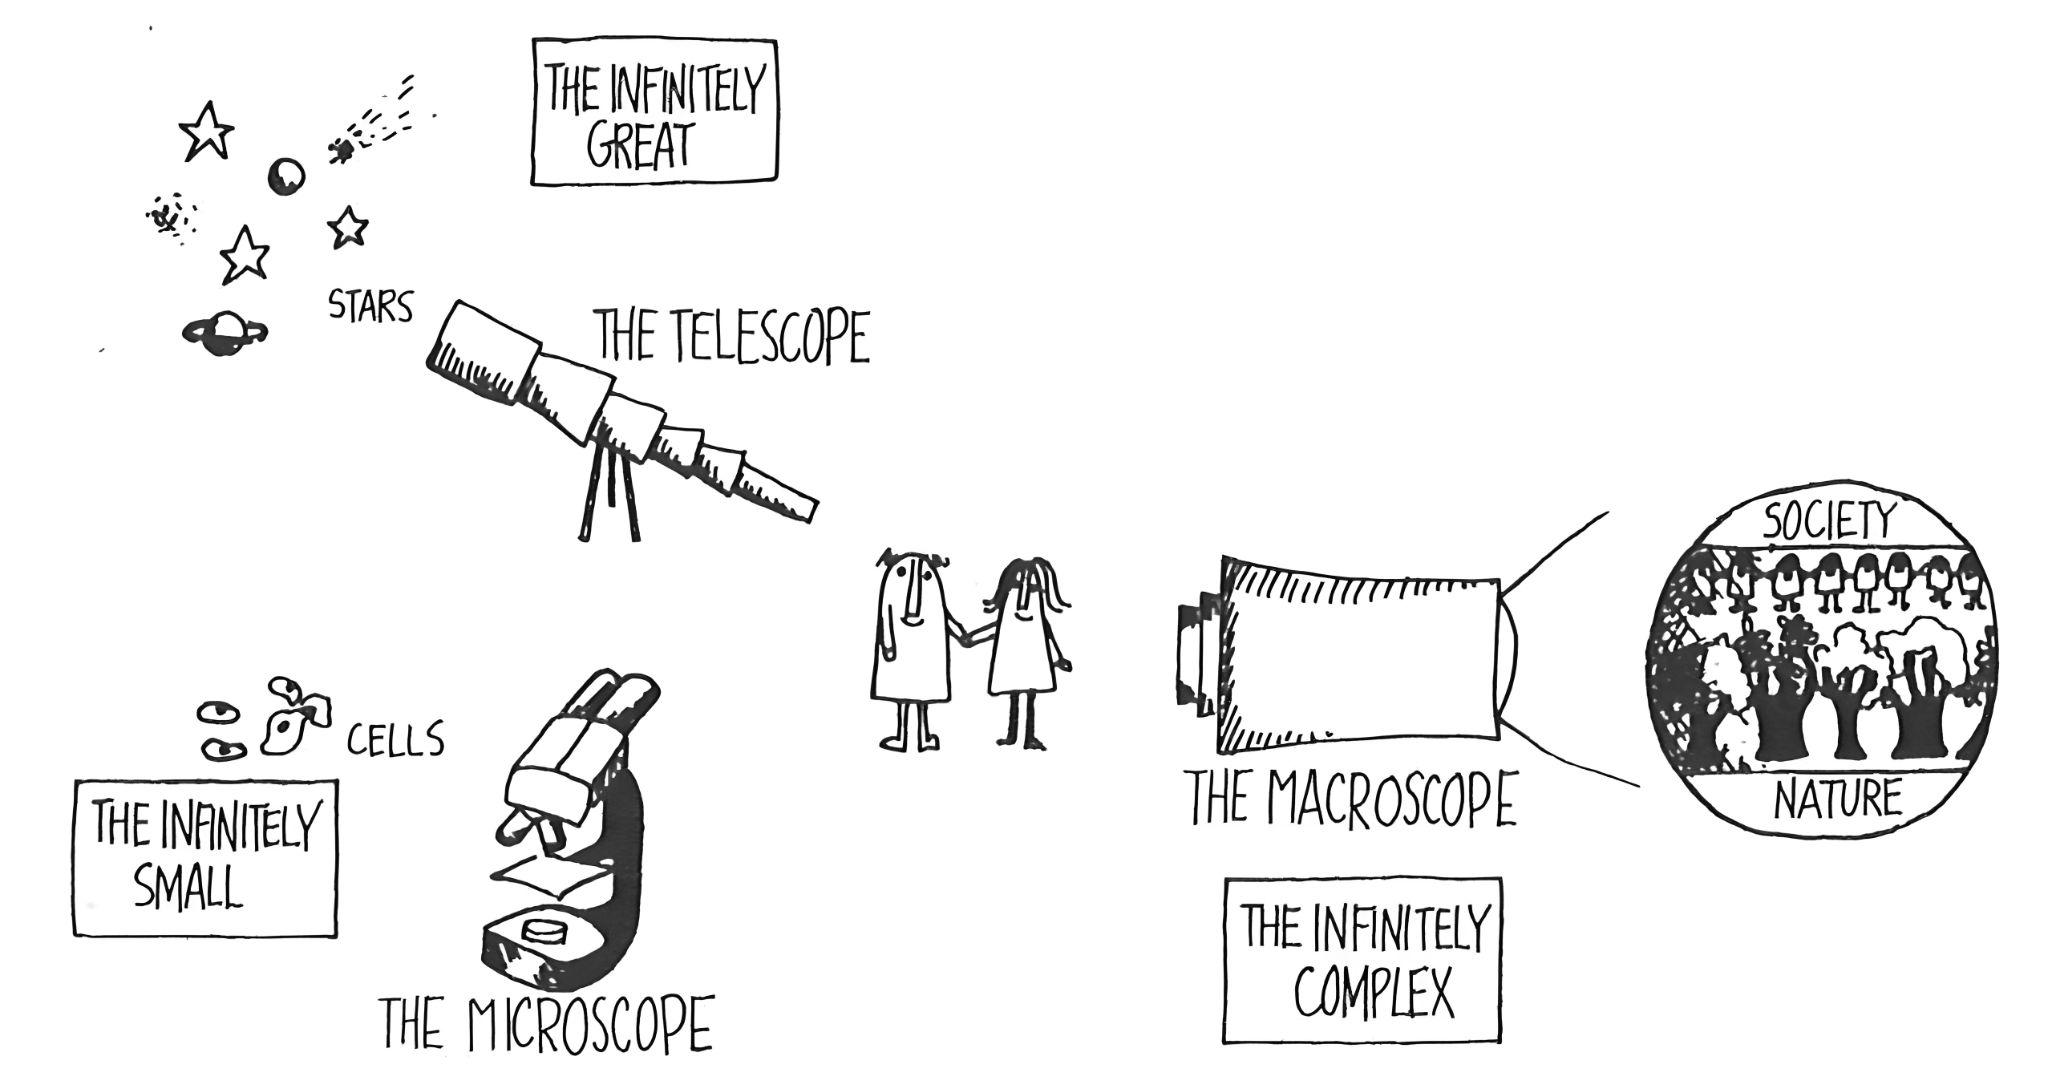 THE INFINITELY
GREAT
STARS
THE TELESCOPE
CELLS
THE INFINITELY
SMALL
THE MICROSCOPE
THE MACROSCOPE
THE INFINITELY
COMPLEX
SOCIETY
NATURE